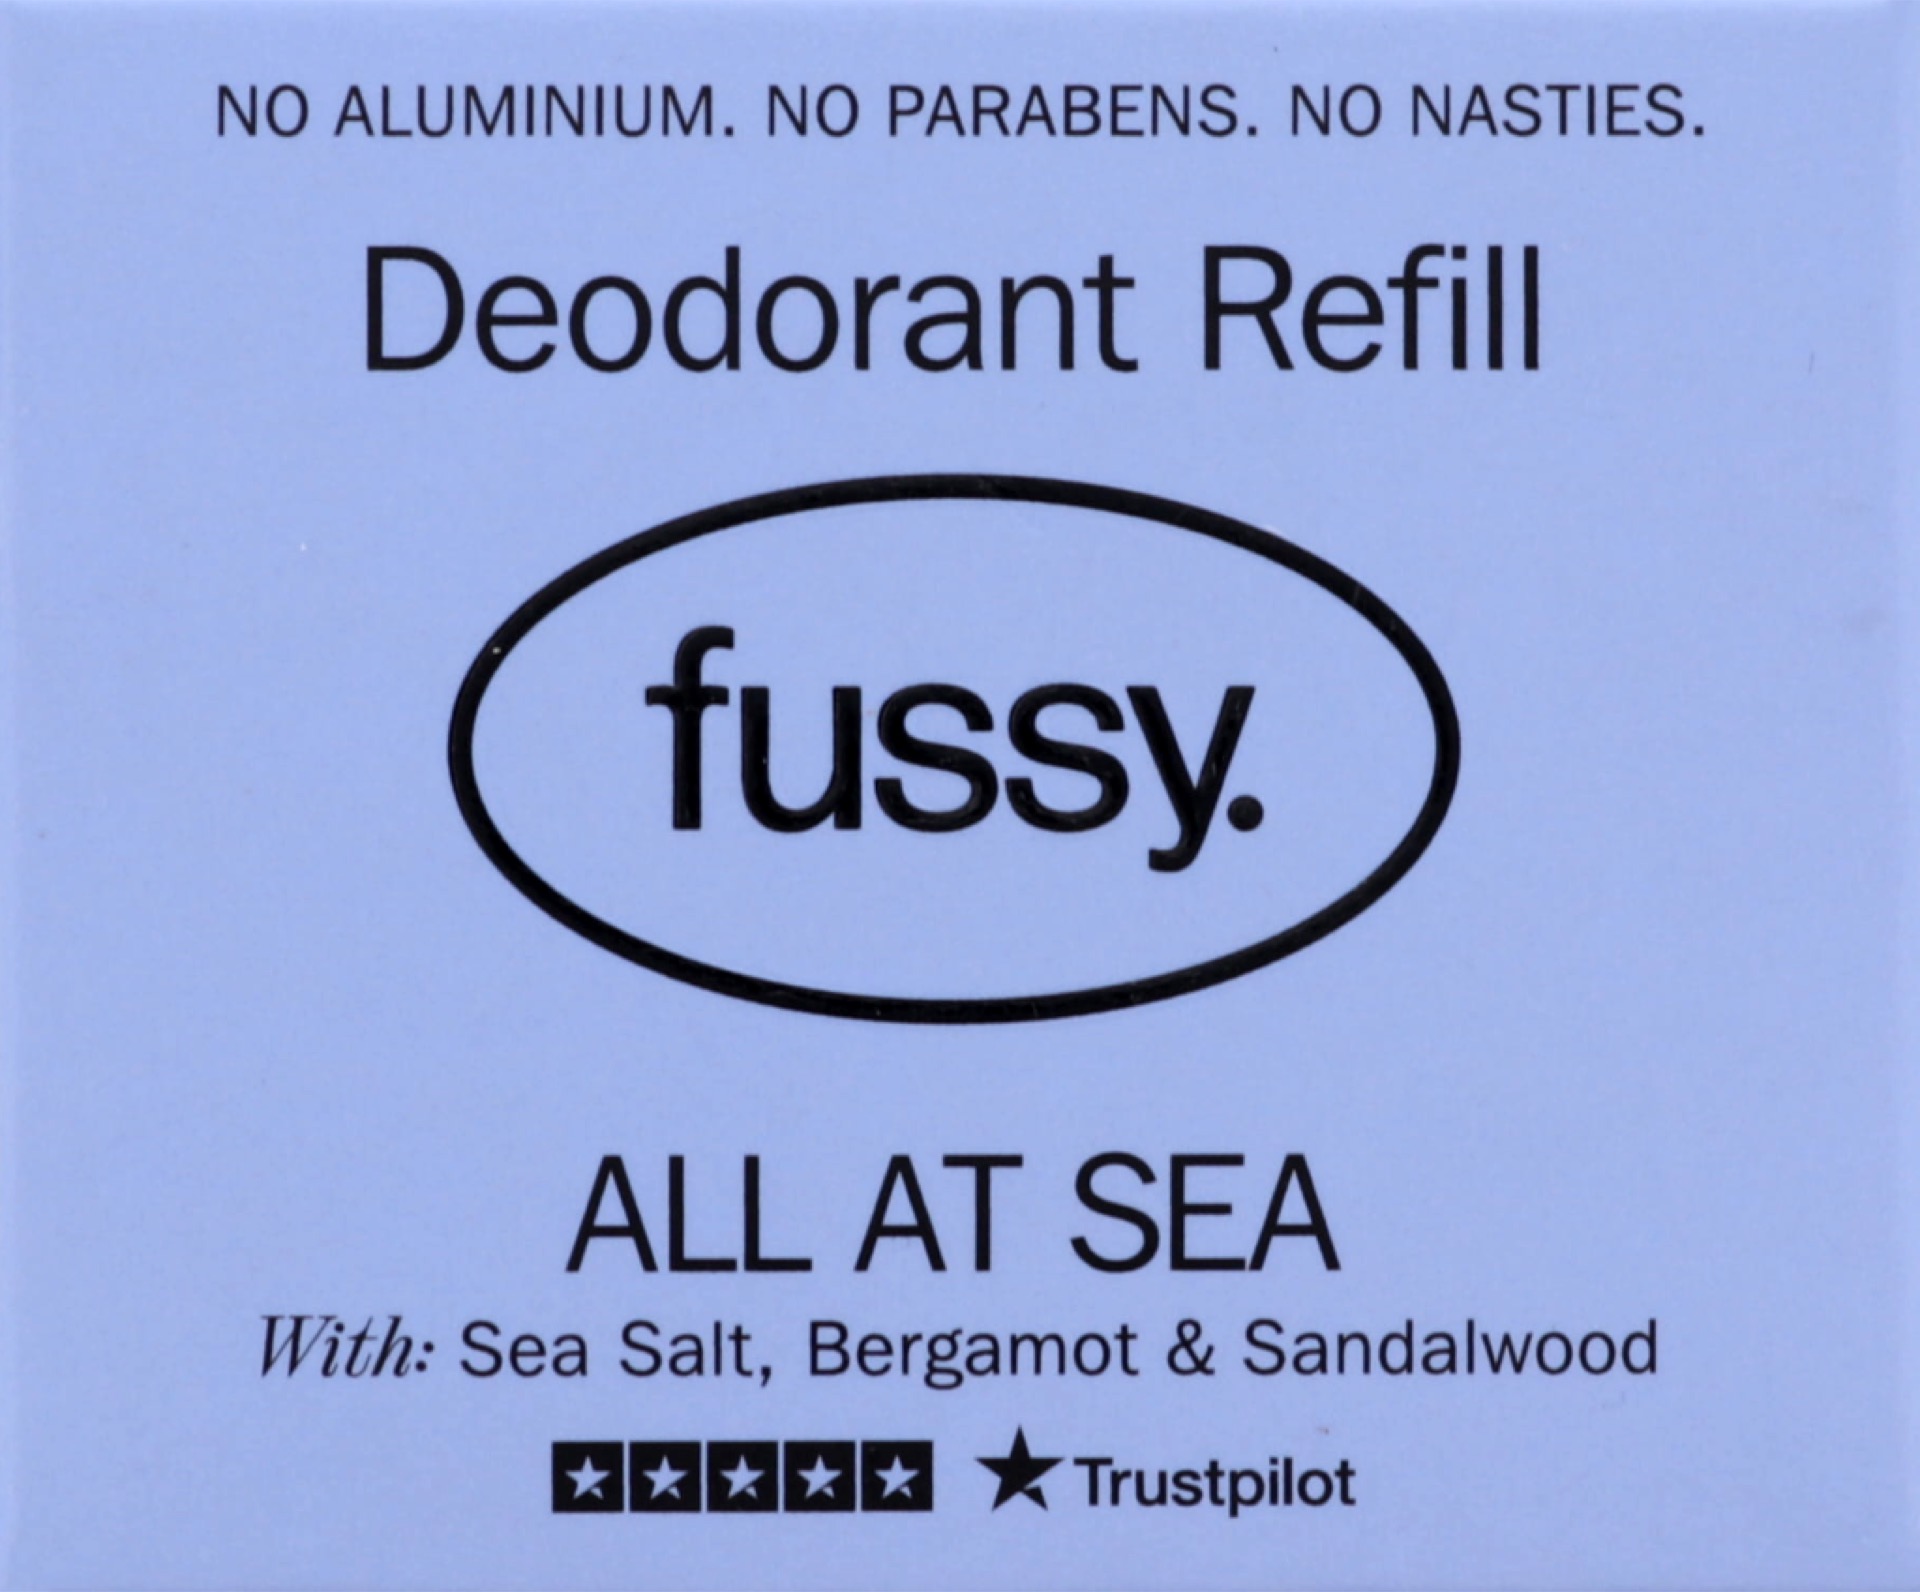 NO ALUMINIUM. NO PARABENS. NO NASTIES.
Deodorant Refill
fussy.
ALL AT SEA
With: Sea Salt, Bergamot & Sandalwood
Trustpilot